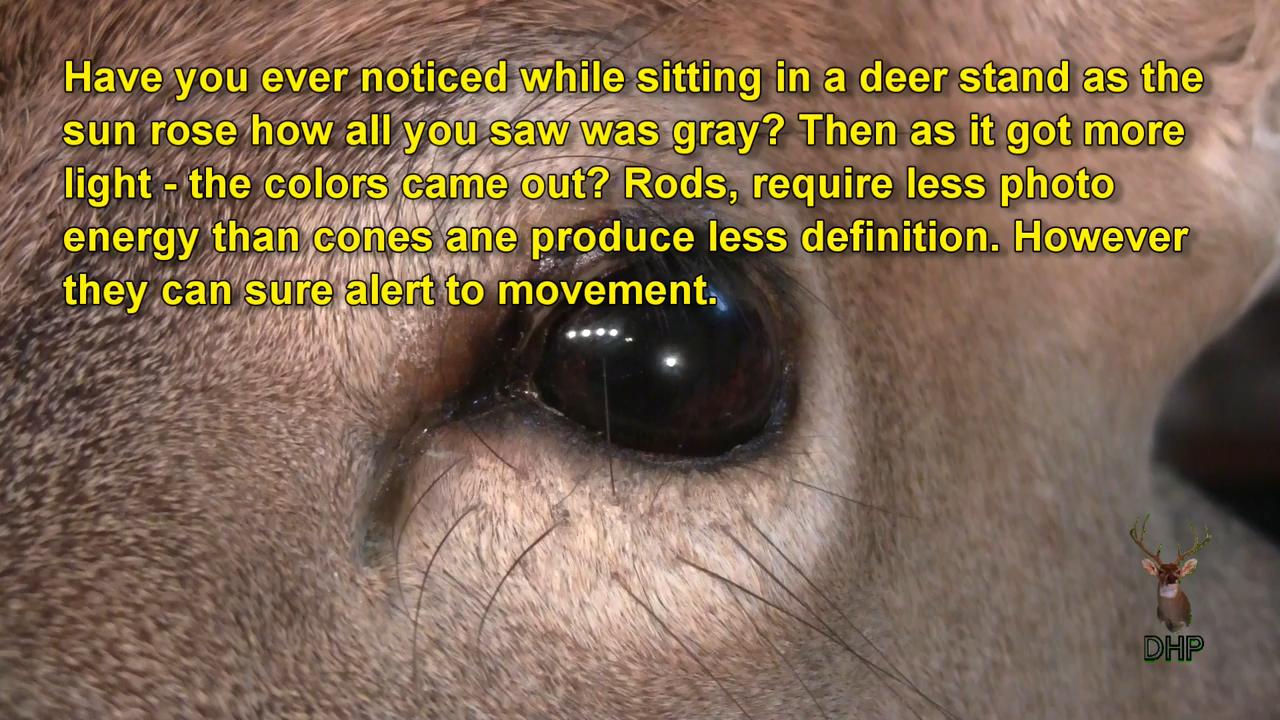 Have you ever noticed while sitting in a deer stand as the
sun rose how all you saw was gray? Then as it got more
light - the colors came out? Rods, require less photo
energy than cones ane produce less definition. However
they can sure alert to movement.
DHP